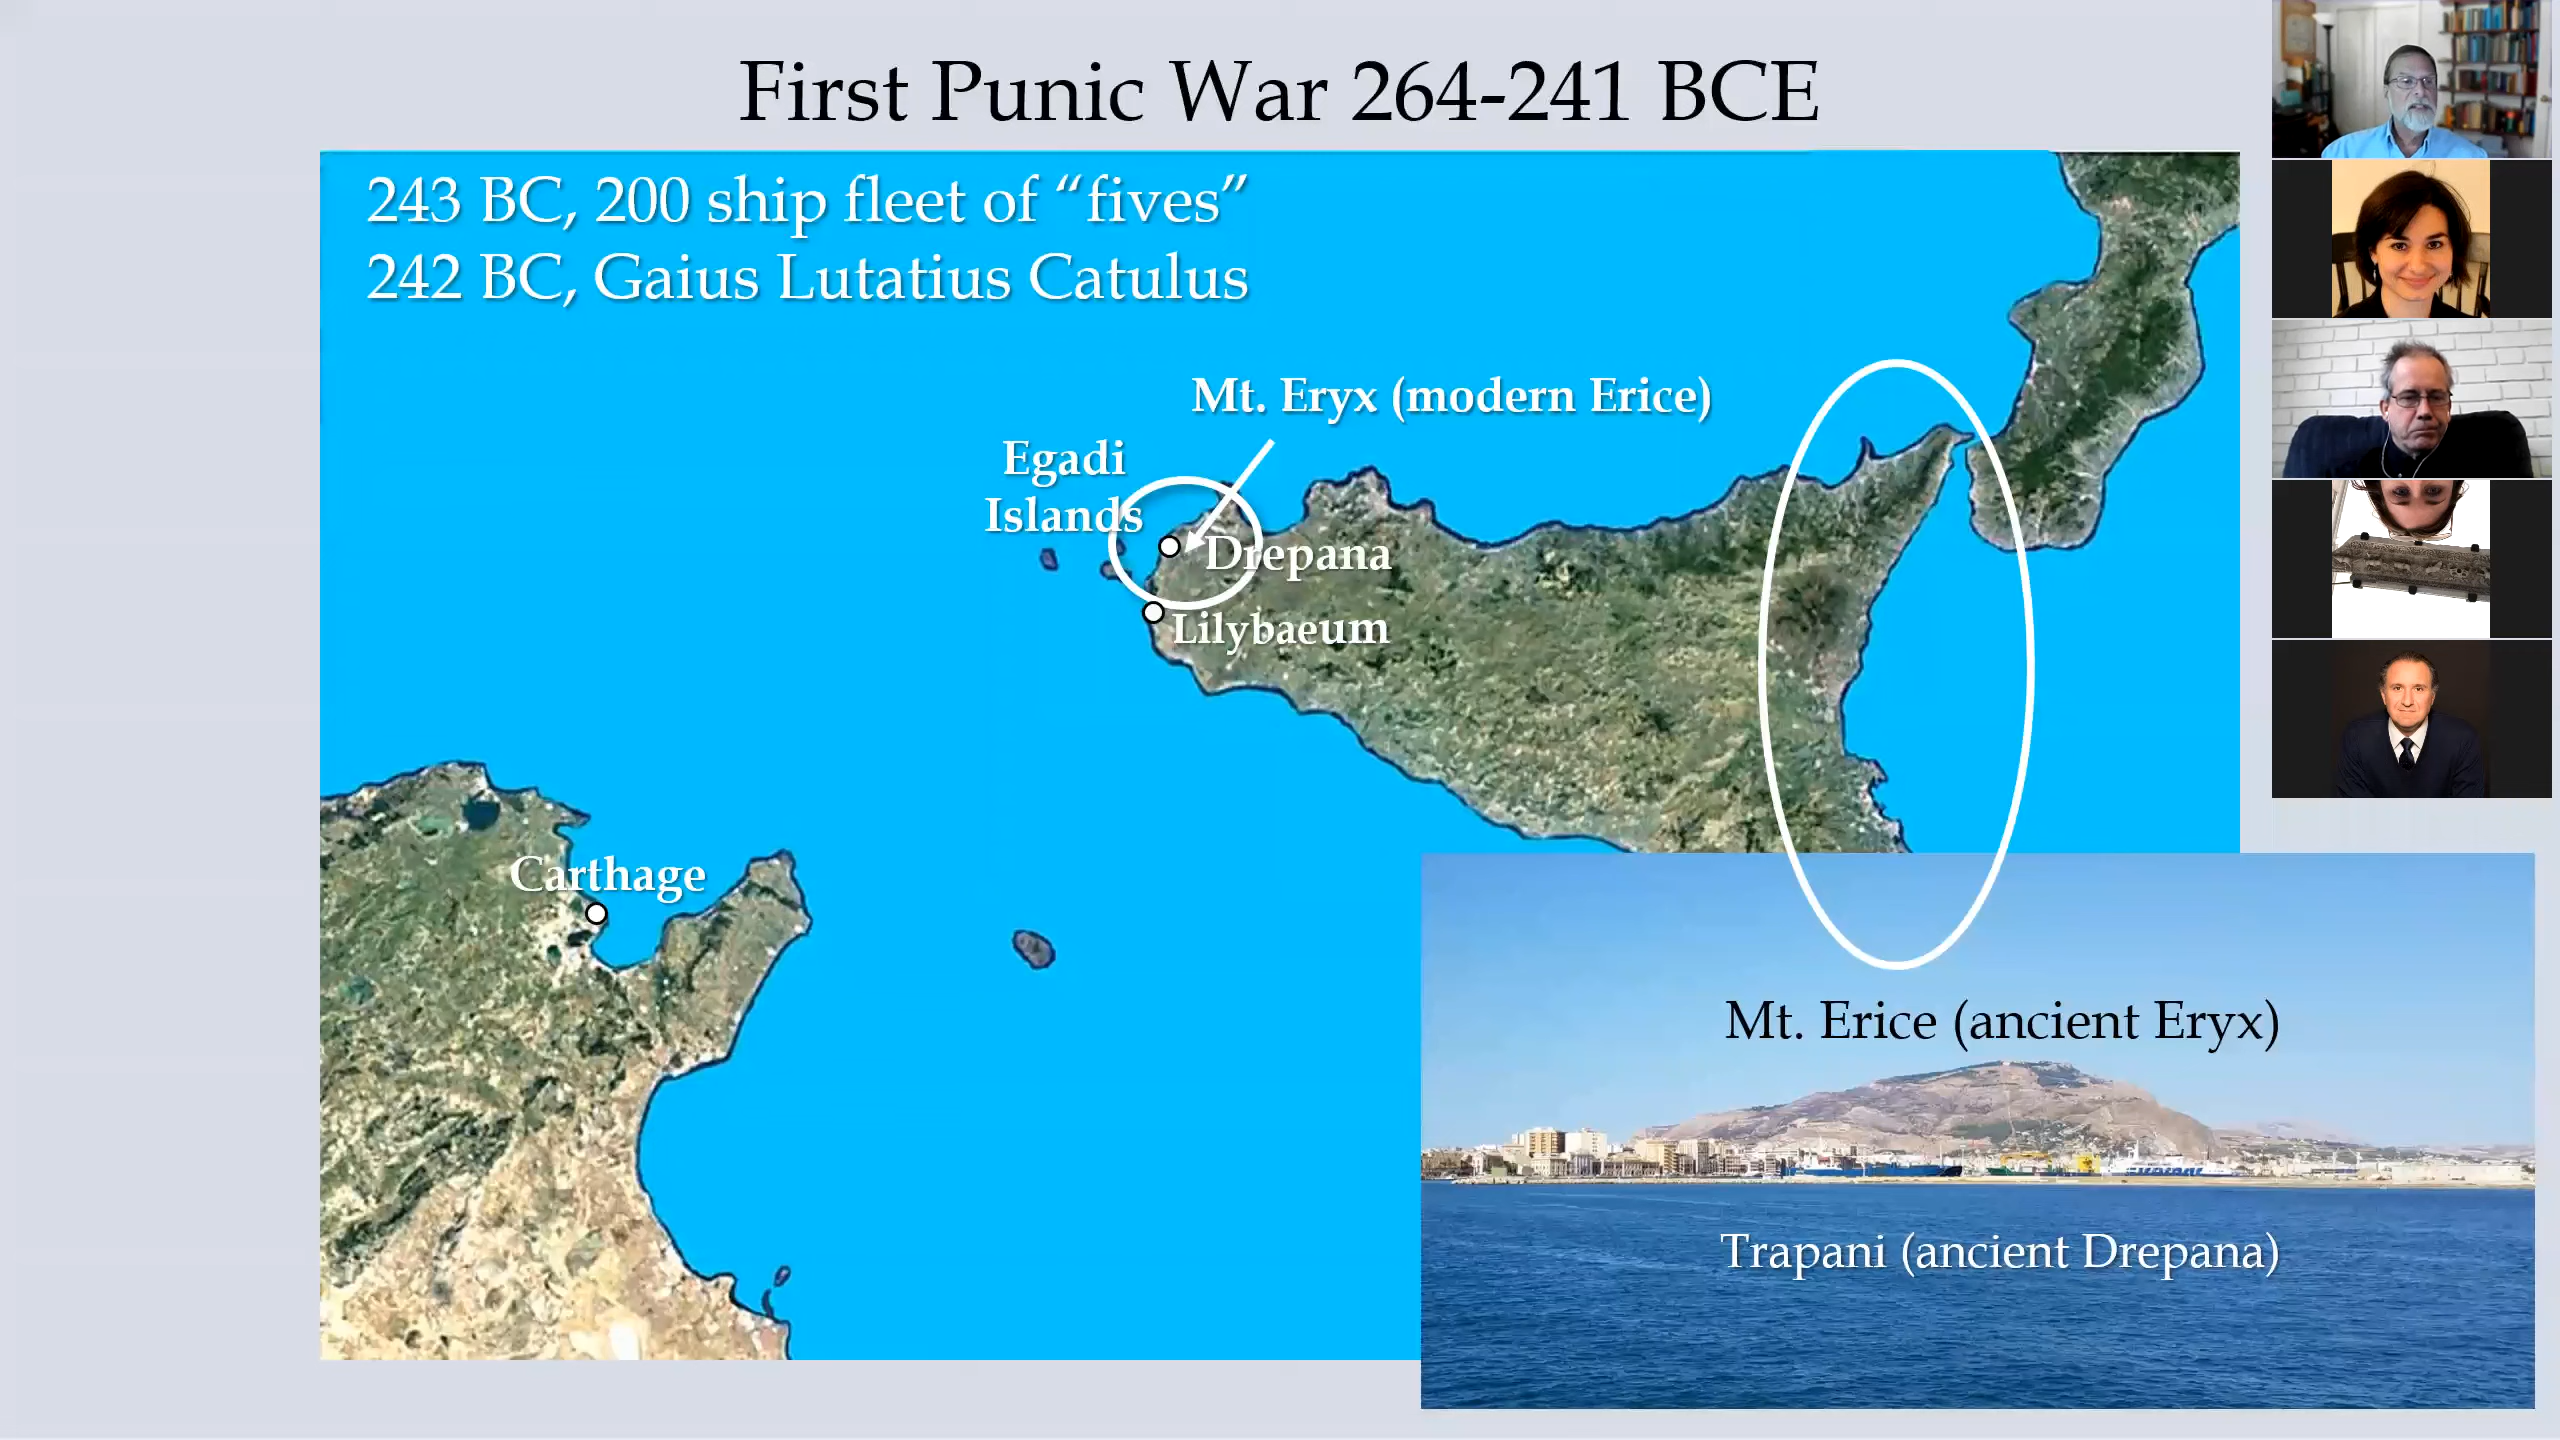 First Punic War 264-241 BCE
243 BC, 200 ship fleet of “fives”
242 BC, Gaius Lutatius Catulus
Mt. Eryx (modern Erice)
Egadi
Islands
Drepana
Lilybaeum
Carthage
Mt. Erice (ancient Eryx)
Trapani (ancient Drepana)